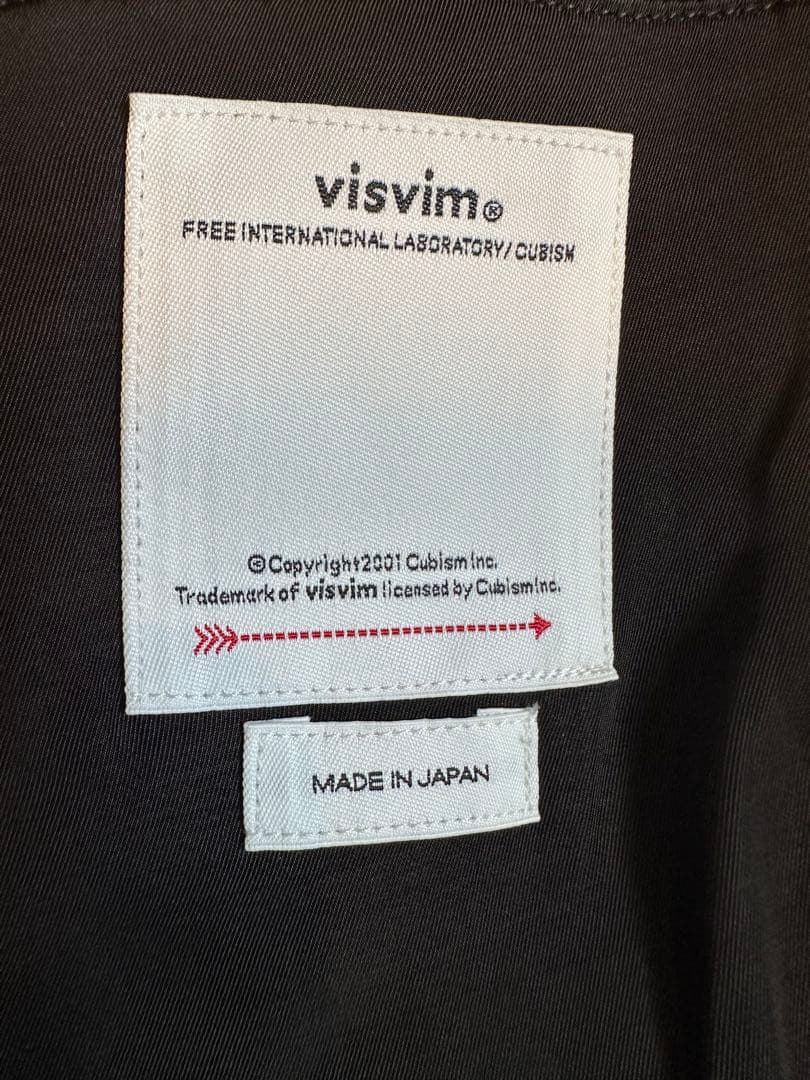 visvim®
FREE INTERNATIONAL LABORATORY/CUBISM
©Copyright2001 Cubism Inc.
Trademark of visvim licensed by Cubism Inc.
MADE IN JAPAN